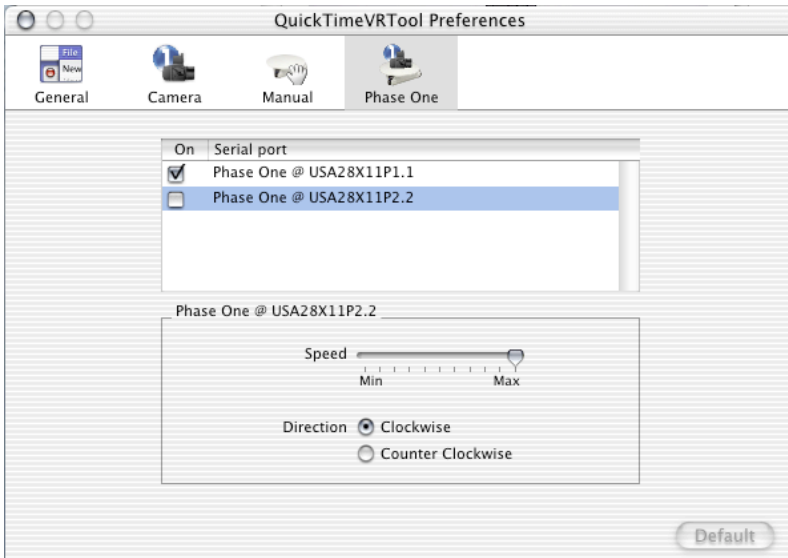 QuickTimeVRTool Preferences
File
New
General Camera Manual Phase One
On Serial port
Phase One @ USA28X11P1.1
Phase One @ USA28X11P2.2
Phase One @ USA28X11P2.2
Speed
Min Max
Direction Clockwise
Counter Clockwise
Default